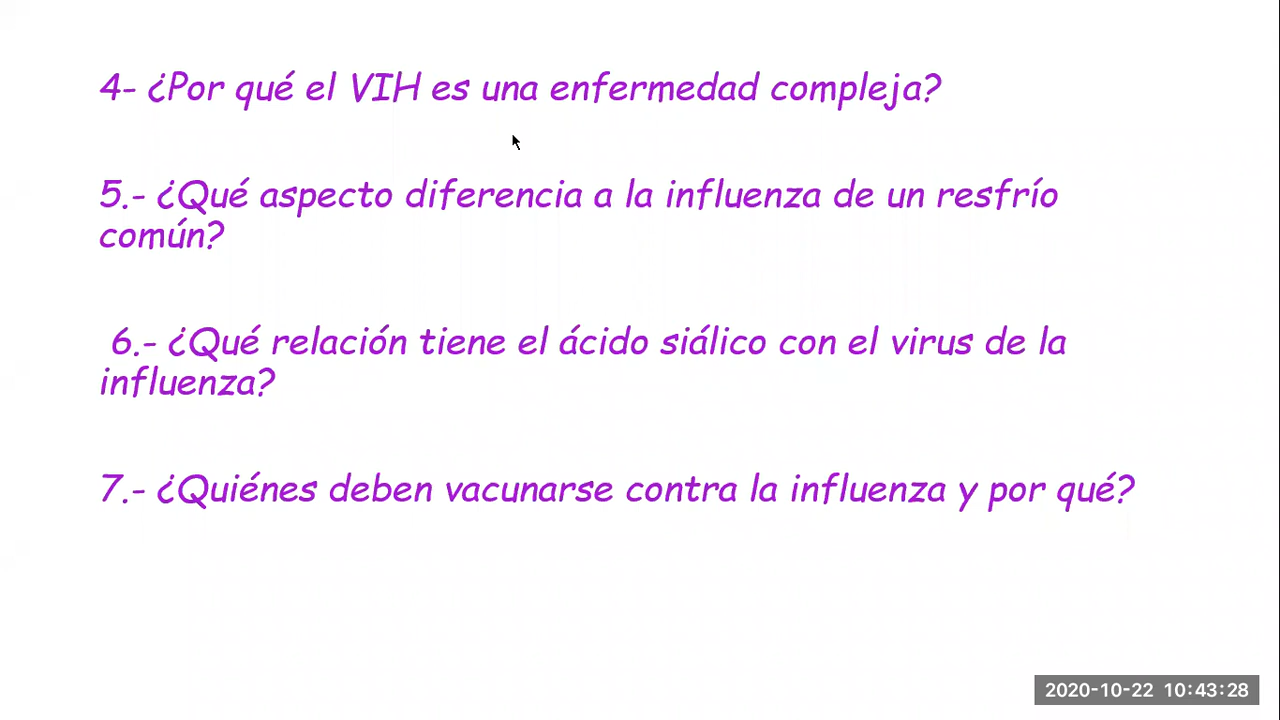 4- ¿Por qué el VIH es una enfermedad compleja?
5.- ¿Qué aspecto diferencia a la influenza de un resfrío
común?
6.- ¿Qué relación tiene el ácido siálico con el virus de la
influenza?
7.- ¿Quiénes deben vacunarse contra la influenza y por qué?
2020-10-22 10:43:28